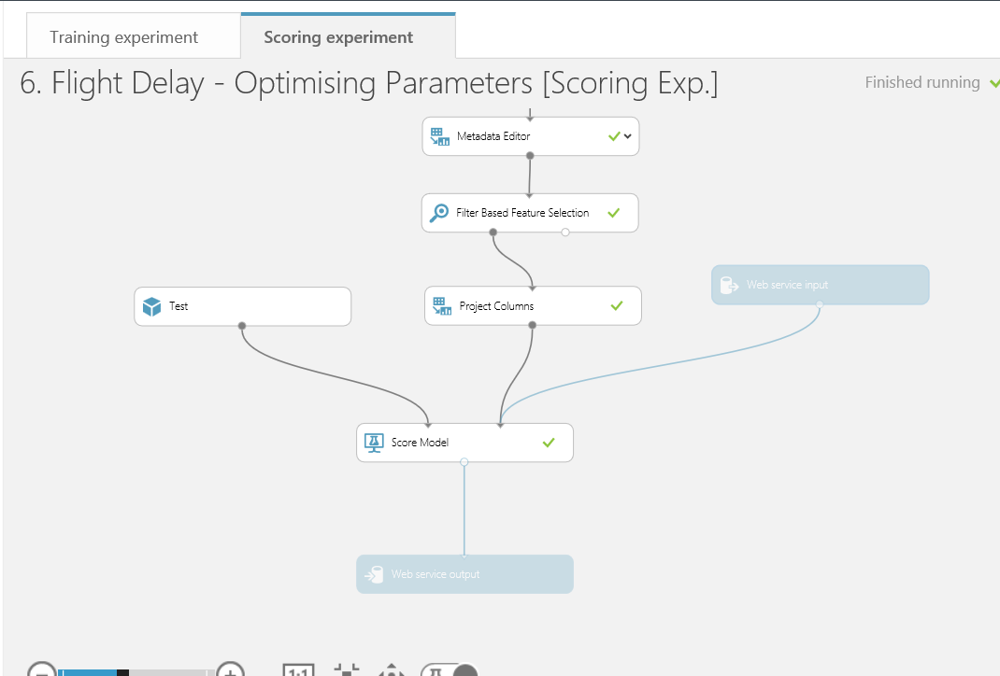 Training experiment
Scoring experiment
6. Flight Delay - Optimising Parameters [Scoring Exp.]
Finished running
Metadata Editor
Filter Based Feature Selection
Web service input
Test
Project Columns
Score Model
Web service output
1:1